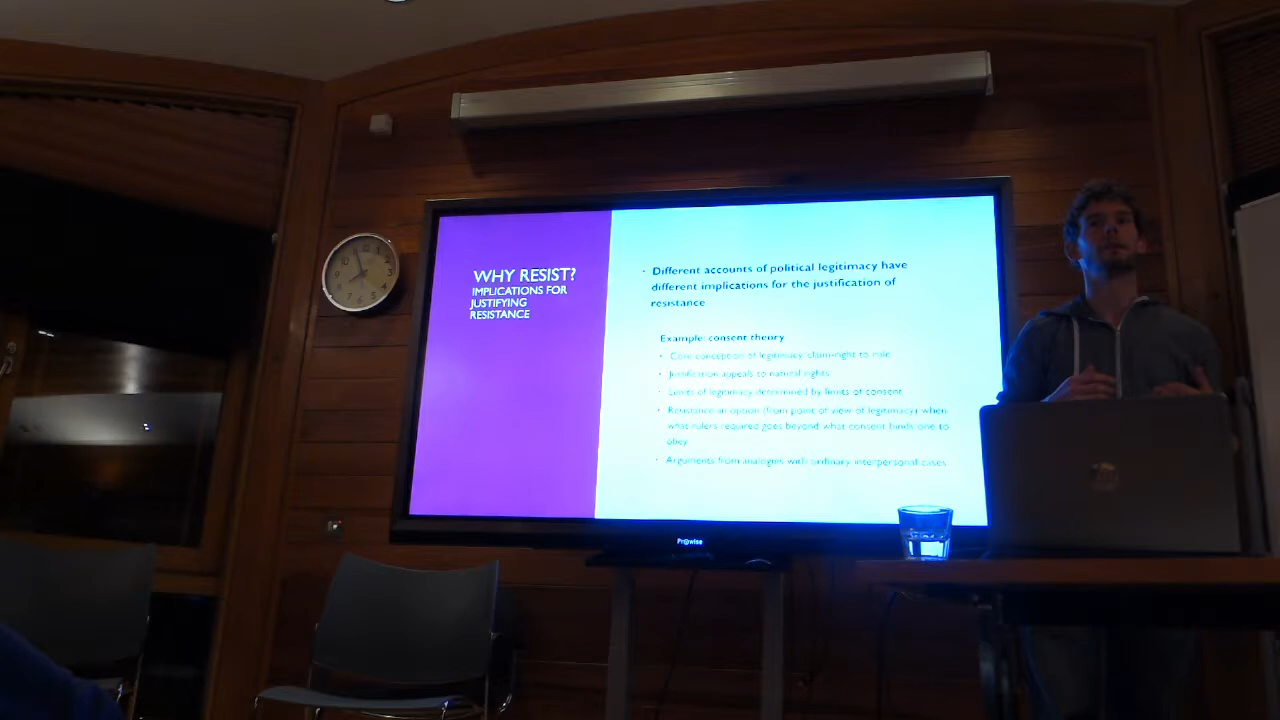 WHY RESIST?
IMPLICATIONS FOR
JUSTIFYING
RESISTANCE
Different accounts of political legitimacy have
different implications for the justification of
resistance
Example: consent theory
Core conception of legitimacy: claim-right to rule
Justification appeals to natural rights
Limits of legitimacy determined by limits of consent
Resistance an option (from point of view of legitimacy) when
what rulers required goes beyond what consent binds one to
obey
Arguments from analogies with ordinary interpersonal cases
Prowise